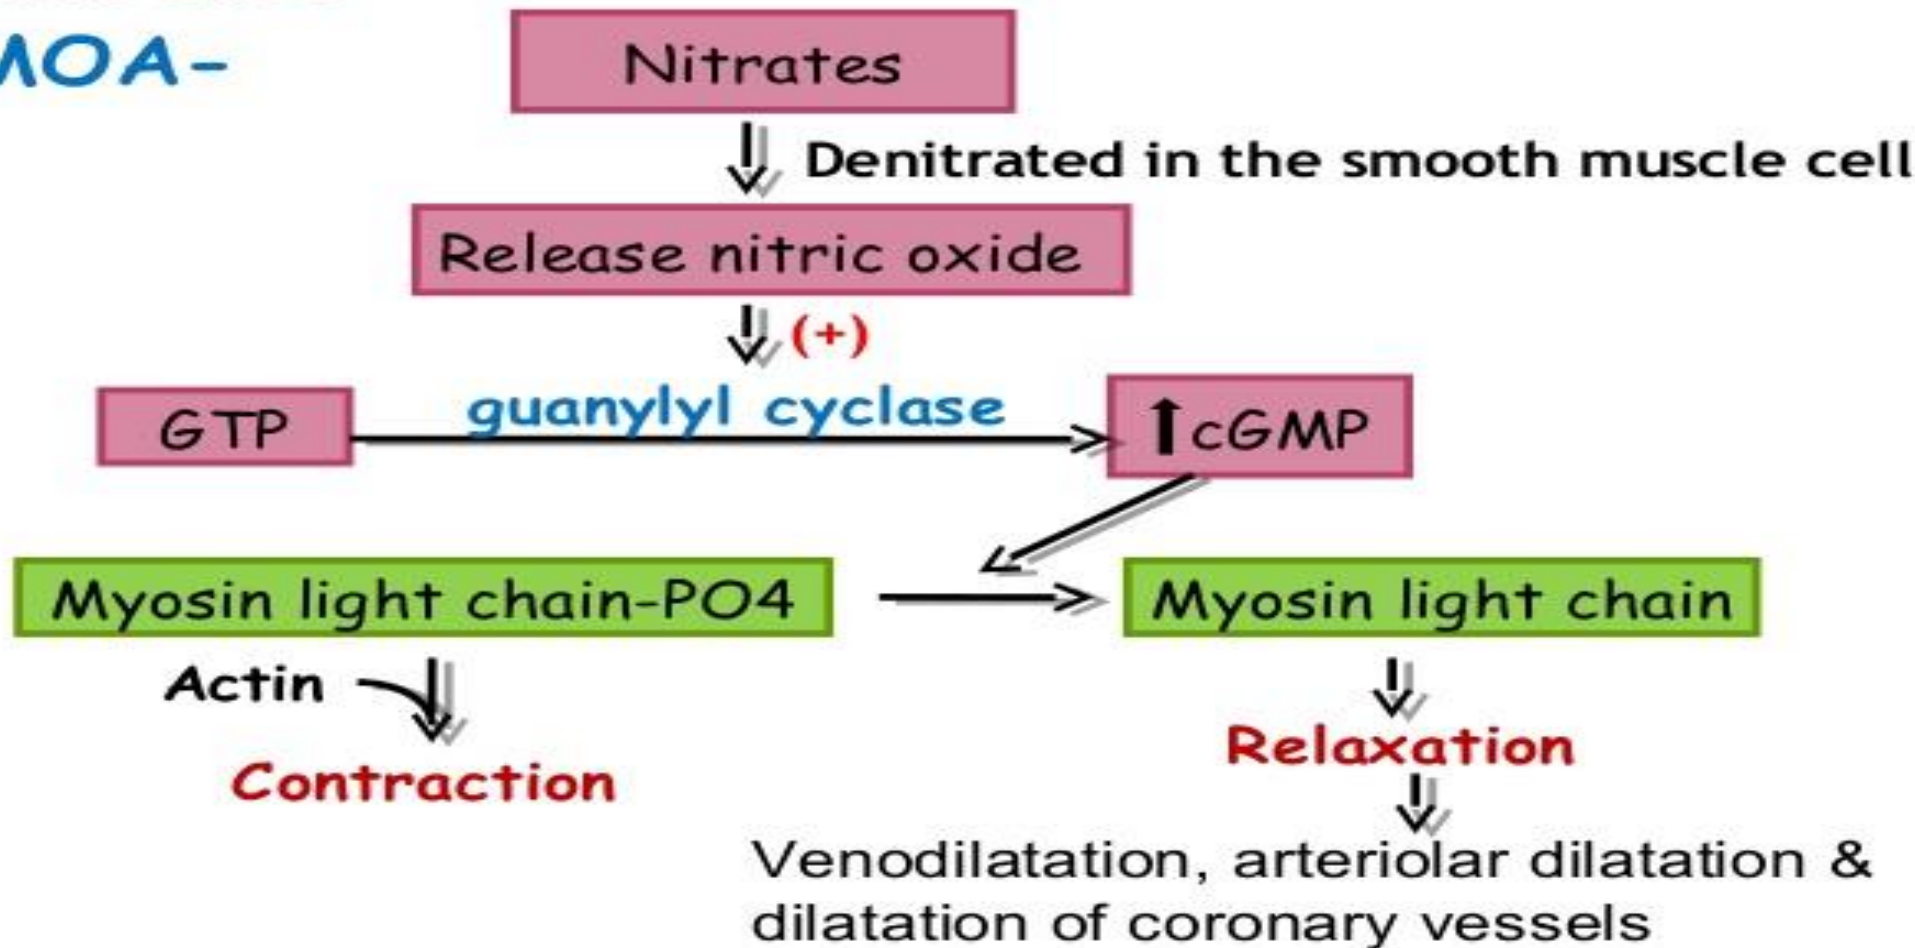 MOA-
Nitrates
Denitrated in the smooth muscle cell
Release nitric oxide
(+)
guanylyl cyclase
GTP
⬆cGMP
Myosin light chain-PO4
Myosin light chain
Actin
Contraction
Relaxation
Venodilatation, arteriolar dilatation &
dilatation of coronary vessels